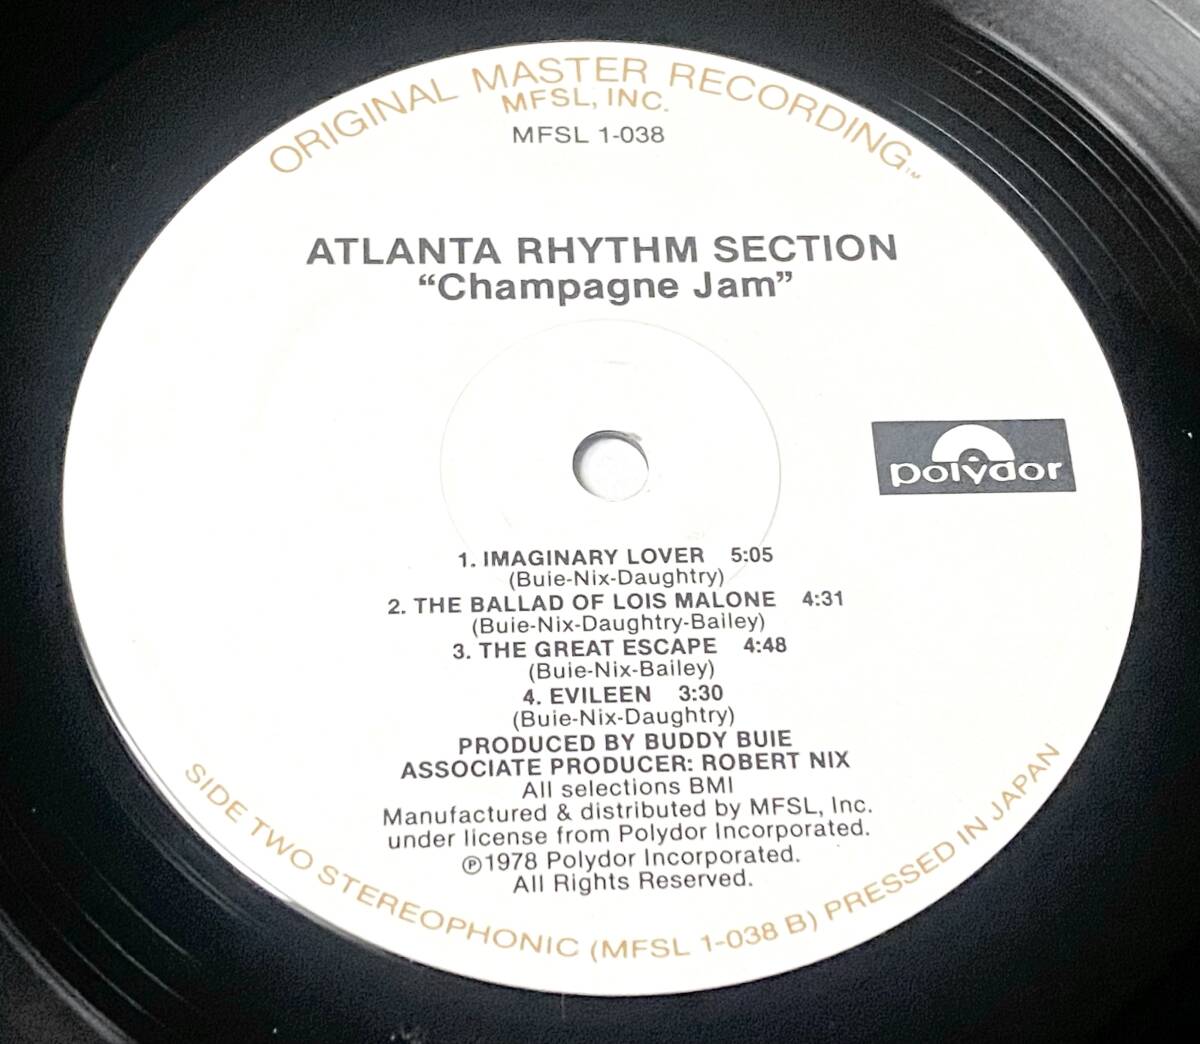 ORIGINAL MASTER RECORDING™
MFSL, INC.
MFSL 1-038
ATLANTA RHYTHM SECTION
“Champagne Jam”
polydor
1. IMAGINARY LOVER 5:05
(Buie-Nix-Daughtry)
2. THE BALLAD OF LOIS MALONE 4:31
(Buie-Nix-Daughtry-Bailey)
3. THE GREAT ESCAPE 4:48
(Buie-Nix-Bailey)
4. EVILEEN 3:30
(Buie-Nix-Daughtry)
PRODUCED BY BUDDY BUIE
ASSOCIATE PRODUCER: ROBERT NIX
All selections BMI
Manufactured & distributed by MFSL, Inc.
under license from Polydor Incorporated.
℗1978 Polydor Incorporated.
All Rights Reserved.
SIDE TWO STEREOPHONIC (MFSL 1-038 B) PRESSED IN JAPAN